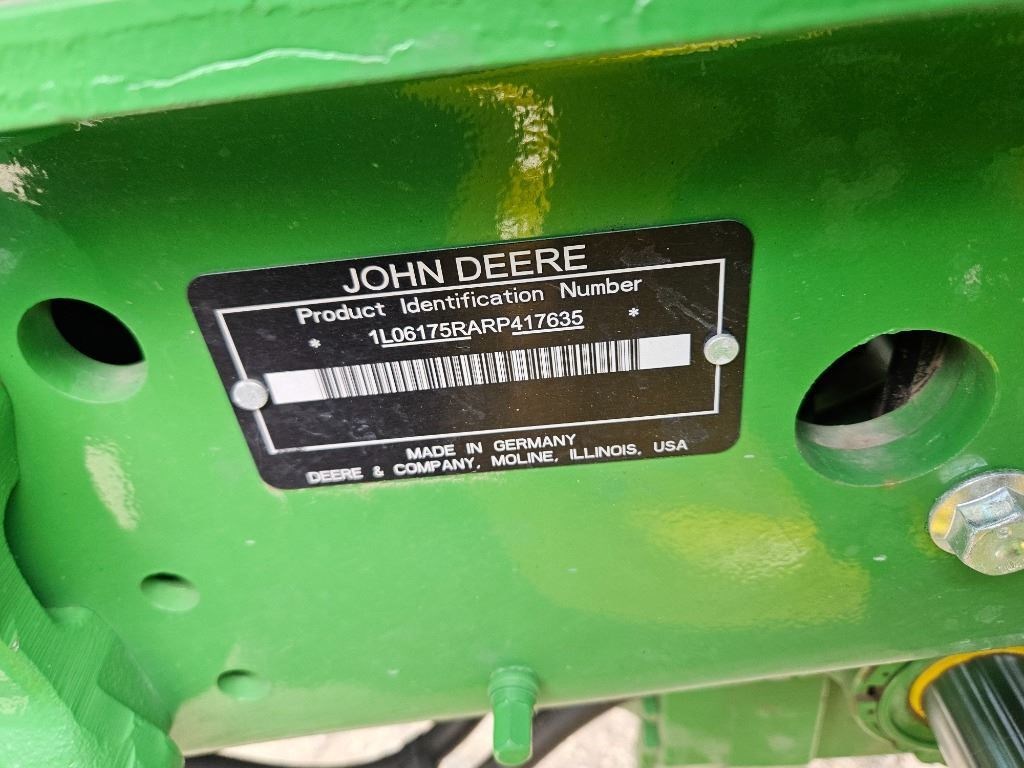 JOHN DEERE
Product Identification Number
* 1L06175RARP417635 *
MADE IN GERMANY
DEERE & COMPANY, MOLINE, ILLINOIS, USA